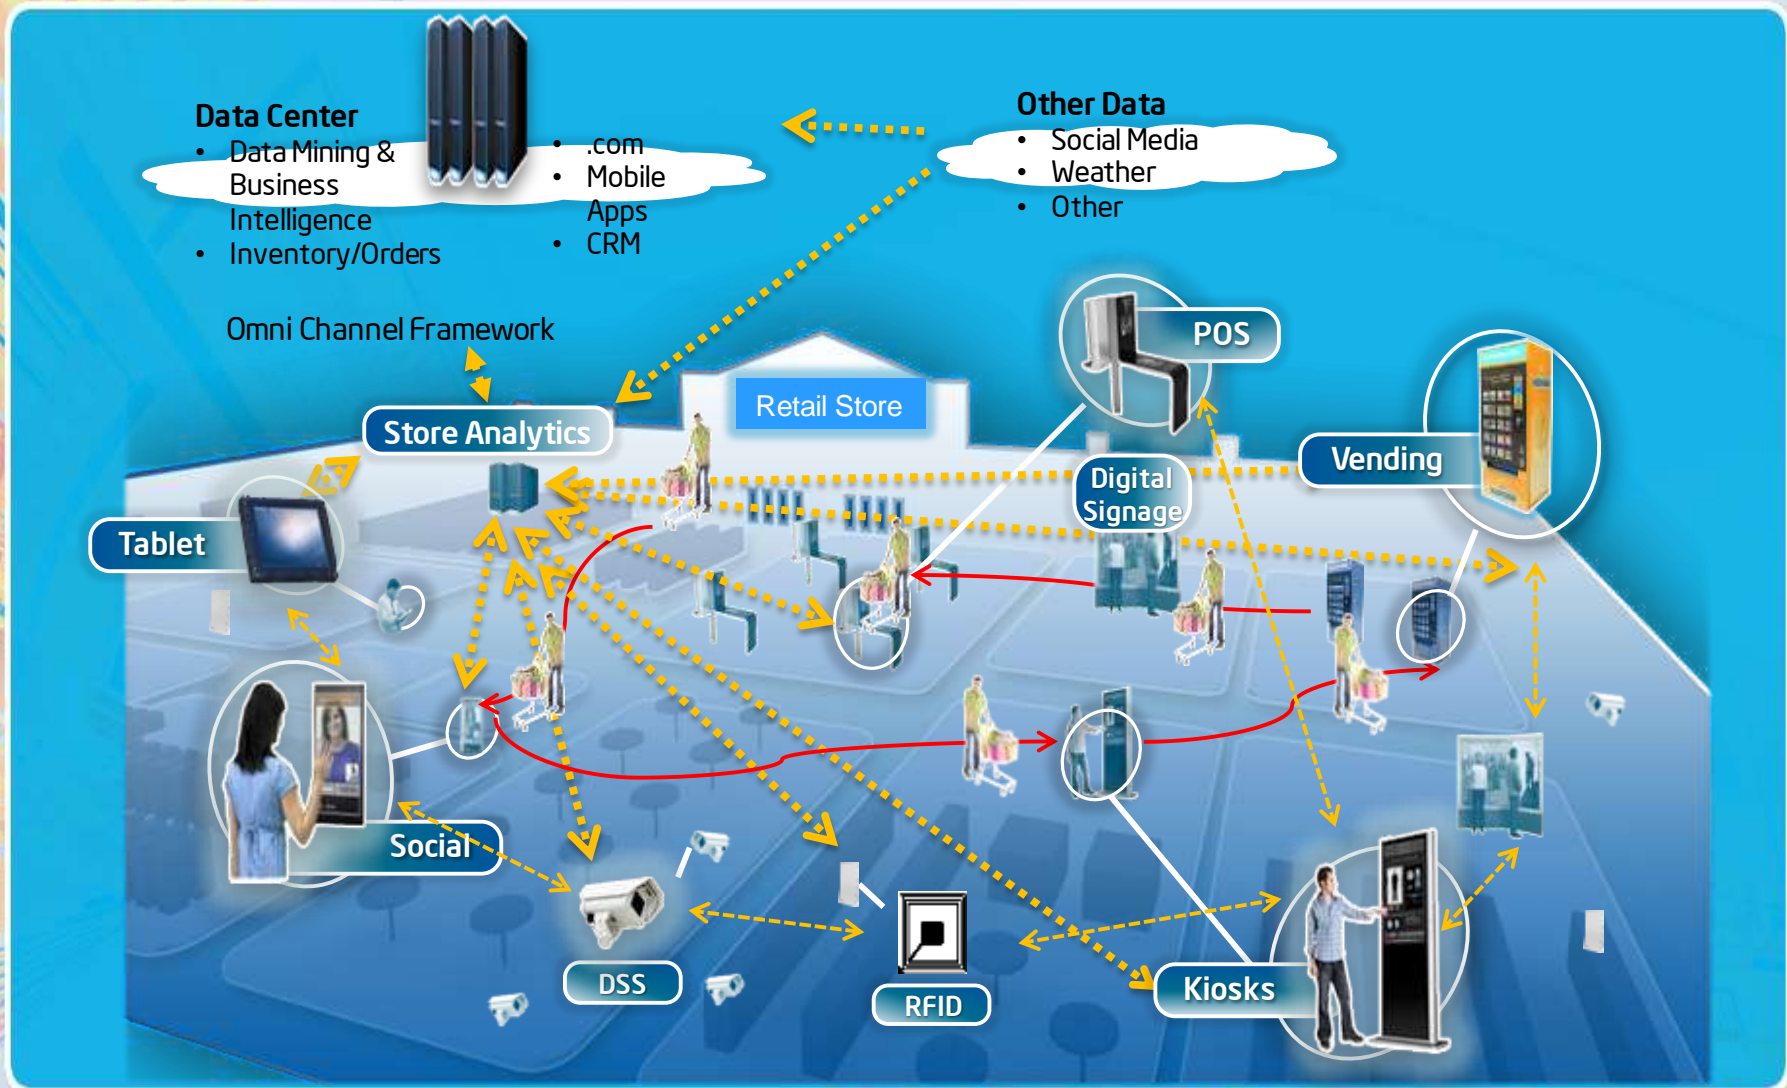 Data Center
• Data Mining &
Business
Intelligence
• Inventory/Orders
• .com
• Mobile
Apps
• CRM
Other Data
• Social Media
• Weather
• Other
Omni Channel Framework
POS
Retail Store
Store Analytics
Vending
Digital
Signage
Tablet
Social
DSS
RFID
Kiosks